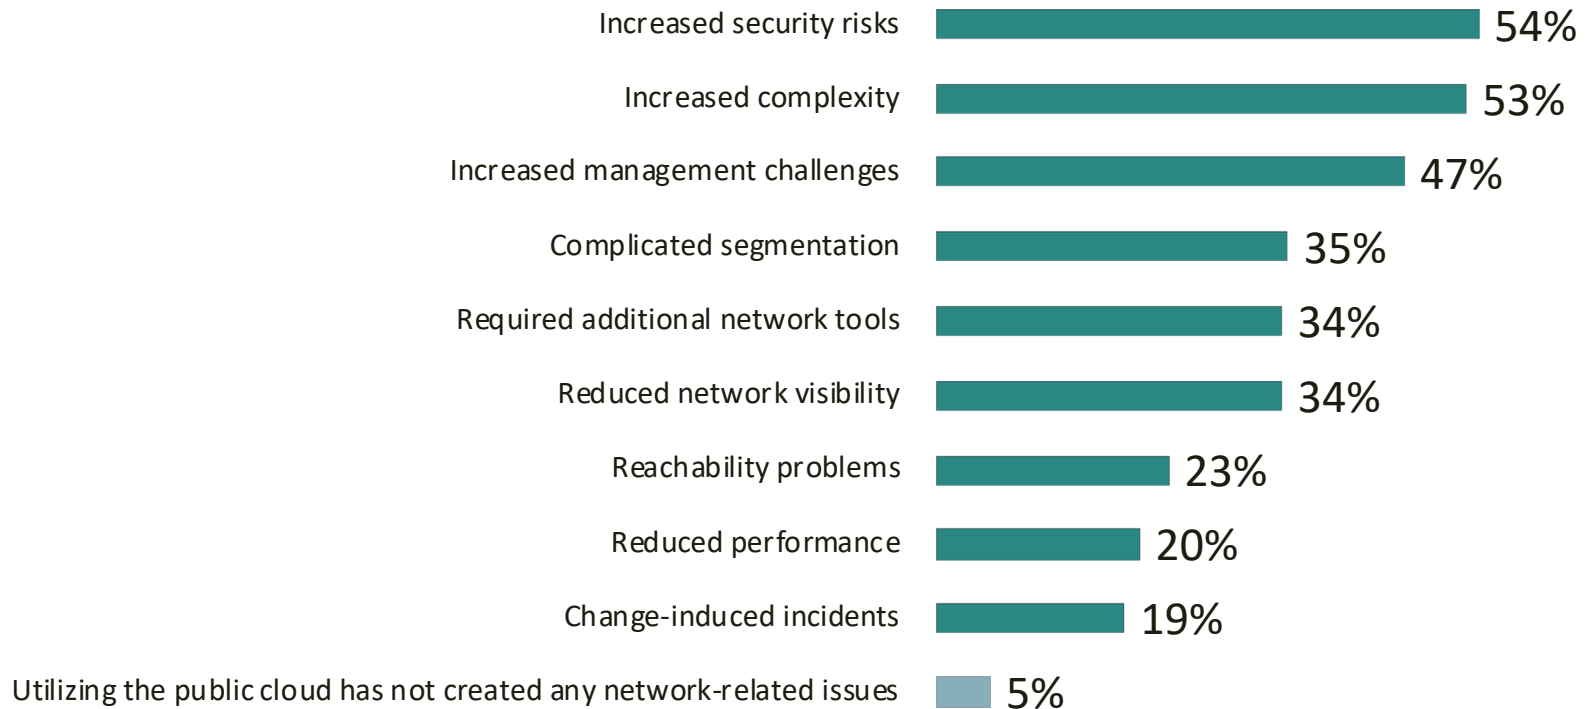 Increased security risks 54%
Increased complexity 53%
Increased management challenges 47%
Complicated segmentation 35%
Required additional network tools 34%
Reduced network visibility 34%
Reachability problems 23%
Reduced performance 20%
Change-induced incidents 19%
Utilizing the public cloud has not created any network-related issues 5%